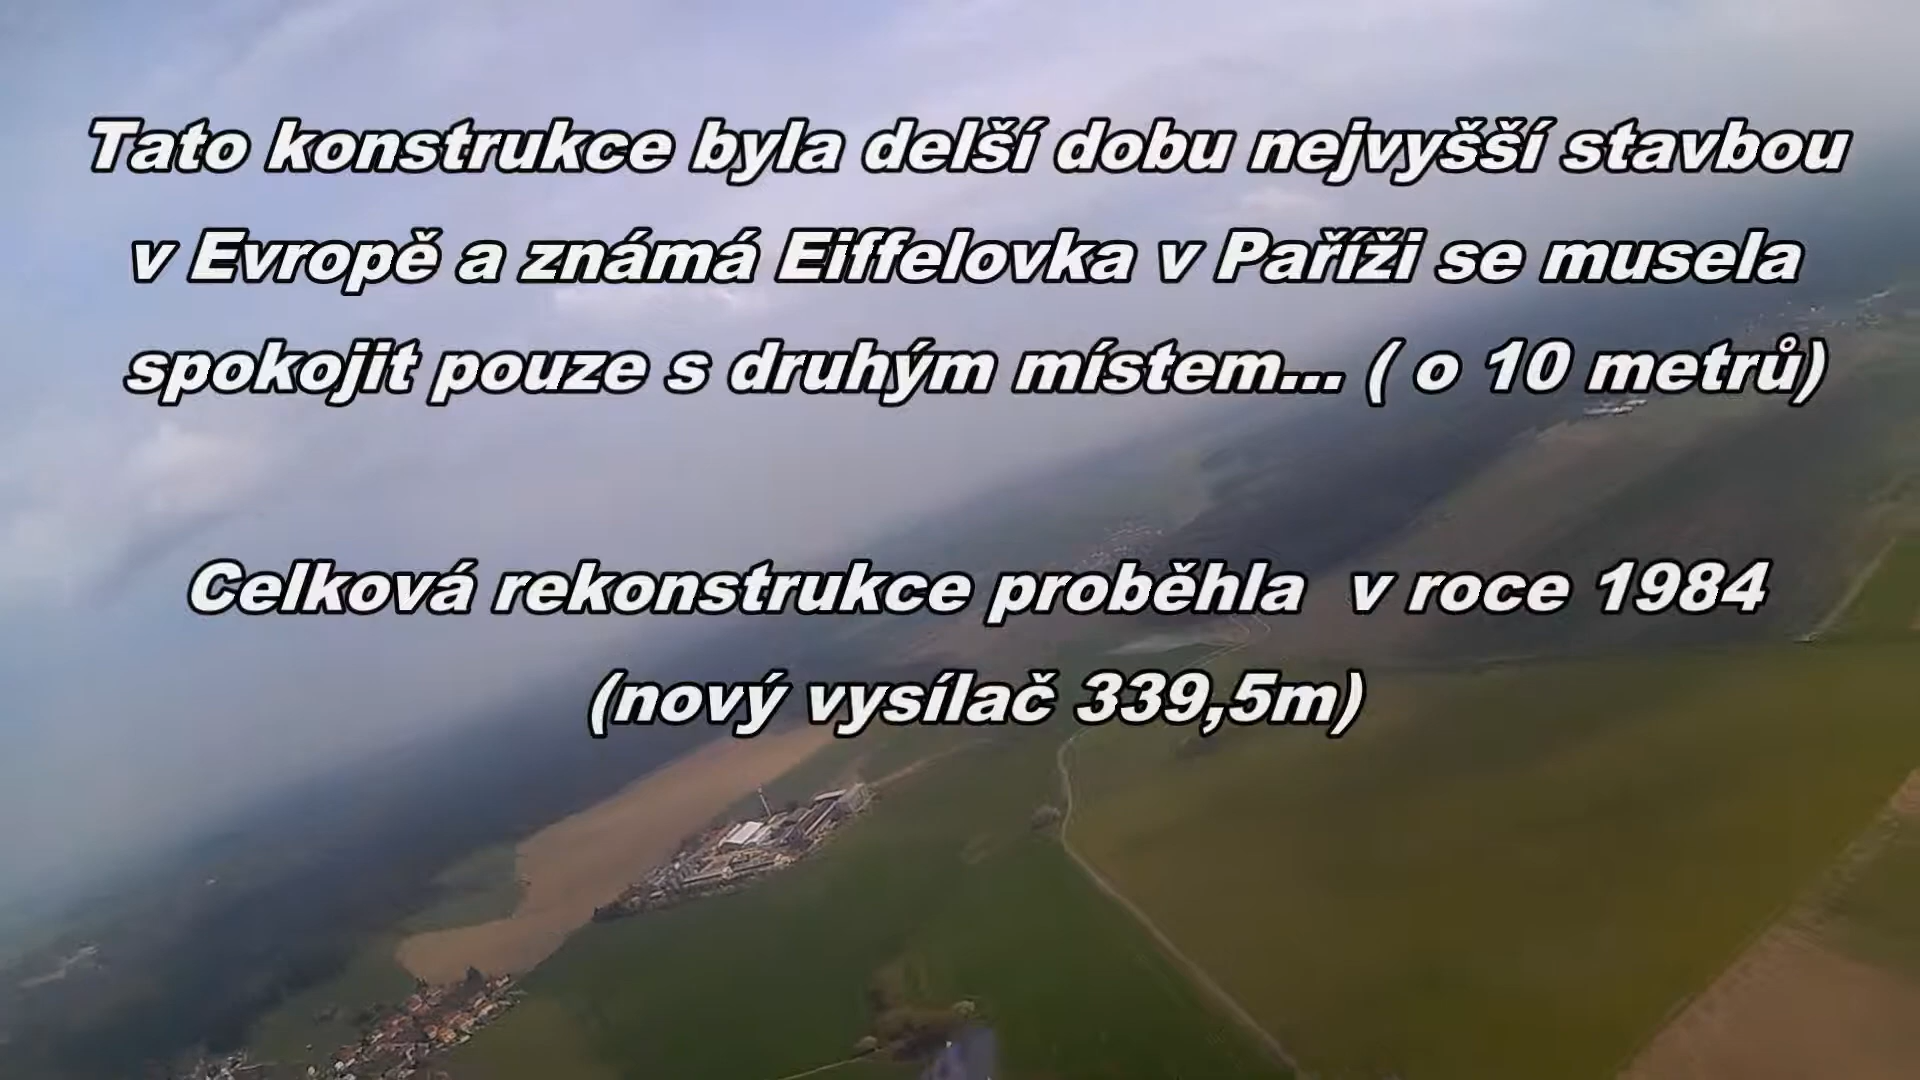 Tato konstrukce byla delší dobu nejvyšší stavbou
v Evropě a známá Eiffelovka v Paříži se musela
spokojit pouze s druhým místem... ( o 10 metrů)
Celková rekonstrukce proběhla  v roce 1984
(nový vysílač 339,5m)